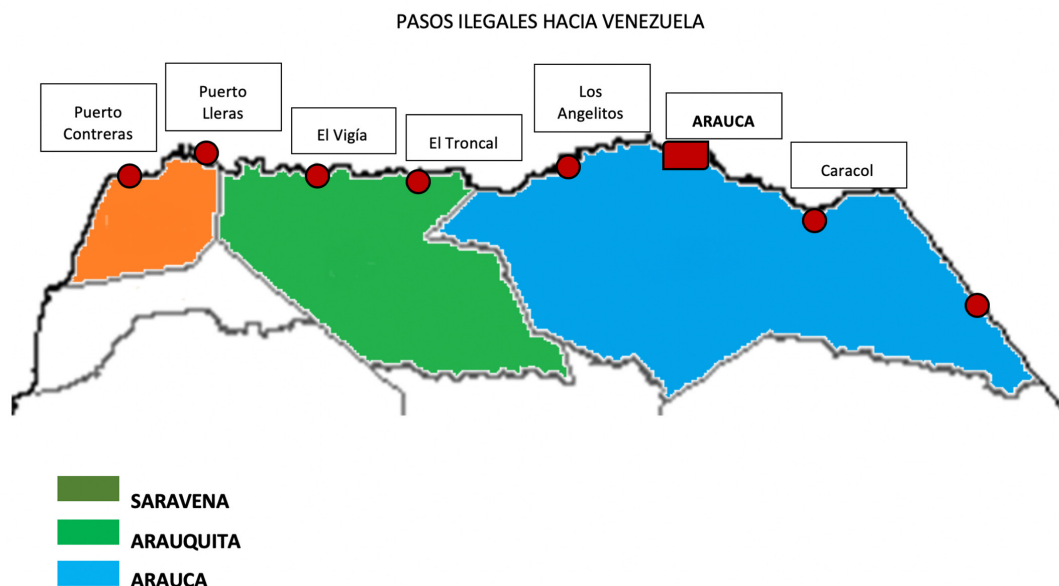 PASOS ILEGALES HACIA VENEZUELA
Puerto
Contreras
Puerto
Lleras
El Vigía
El Troncal
Los
Angelitos
ARAUCA
Caracol
SARAVENA
ARAUQUITA
ARAUCA